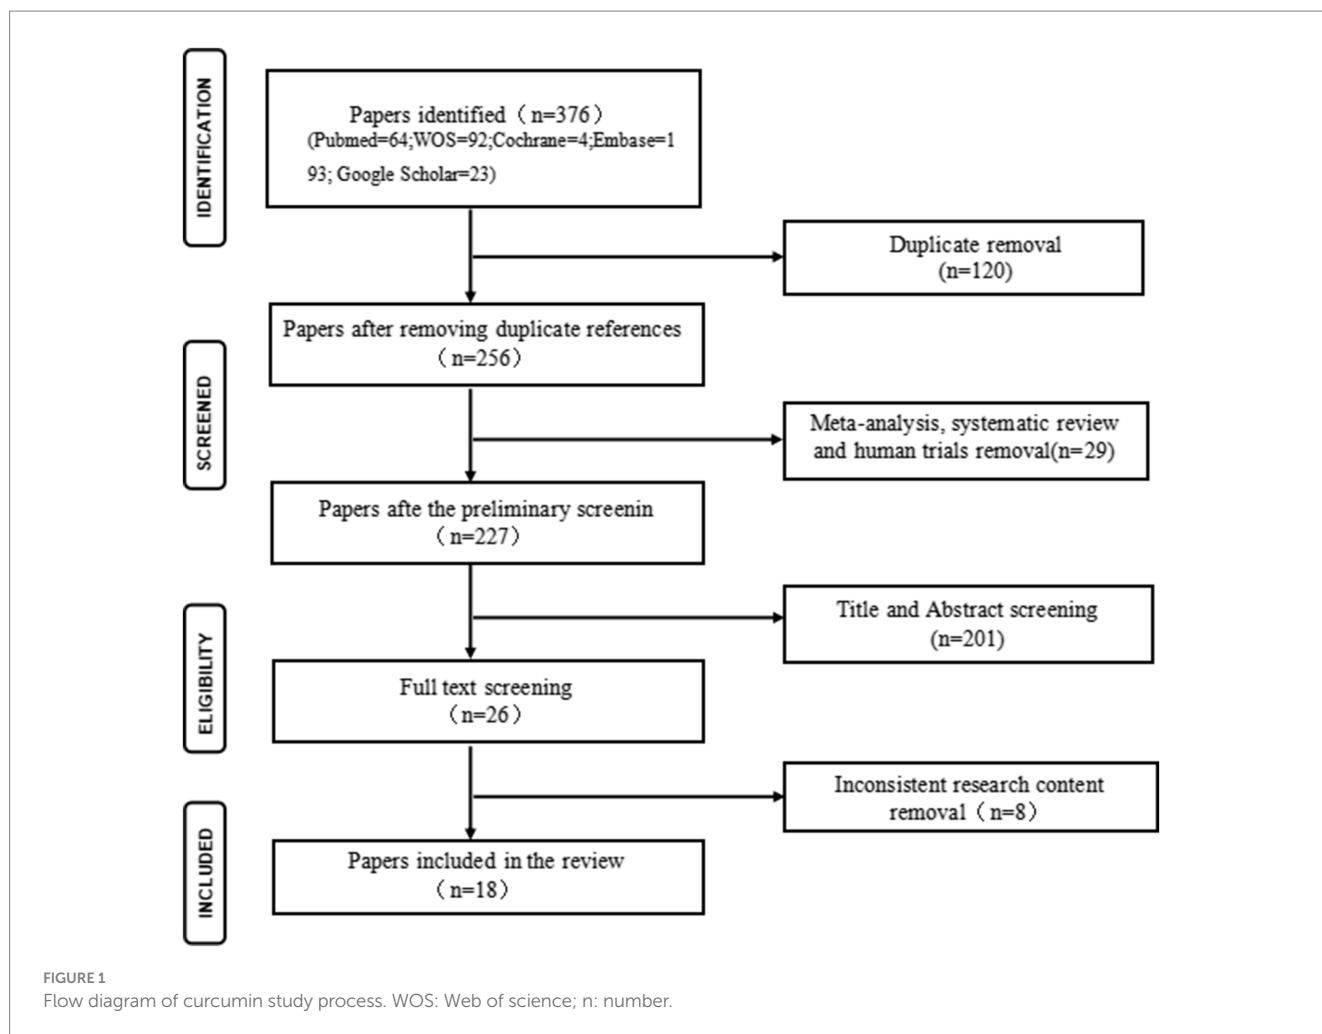 IDENTIFICATION
Papers identified（n=376）
(Pubmed=64;WOS=92;Cochrane=4;Embase=1
93; Google Scholar=23)
Duplicate removal
(n=120)
SCREENED
Papers after removing duplicate references
（n=256）
Meta-analysis, systematic review
and human trials removal(n=29)
Papers afte the preliminary screenin
（n=227）
ELIGIBILITY
Title and Abstract screening
(n=201)
Full text screening
（n=26）
Inconsistent research content
removal（n=8）
INCLUDED
Papers included in the review
（n=18）
FIGURE 1
Flow diagram of curcumin study process. WOS: Web of science; n: number.